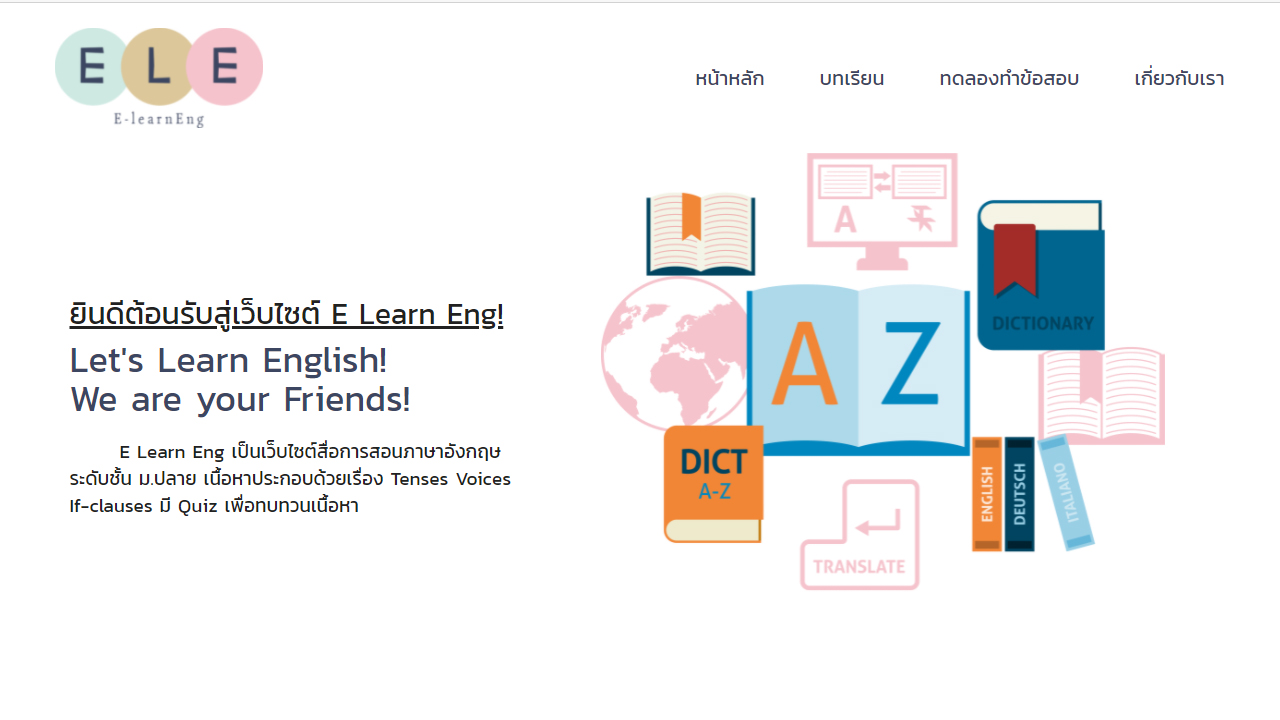 E L E
E-learnEng
หน้าหลัก บทเรียน ทดลองทำข้อสอบ เกี่ยวกับเรา
ยินดีต้อนรับสู่เว็บไซต์ E Learn Eng!
Let's Learn English!
We are your Friends!
E Learn Eng เป็นเว็บไซต์สื่อการสอนภาษาอังกฤษ
ระดับชั้น ม.ปลาย เนื้อหาประกอบด้วยเรื่อง Tenses Voices
If-clauses มี Quiz เพื่อทบทวนเนื้อหา
A
DICTIONARY
A Z
DICT
A-Z
ENGLISH
DEUTSCH
ITALIANO
TRANSLATE